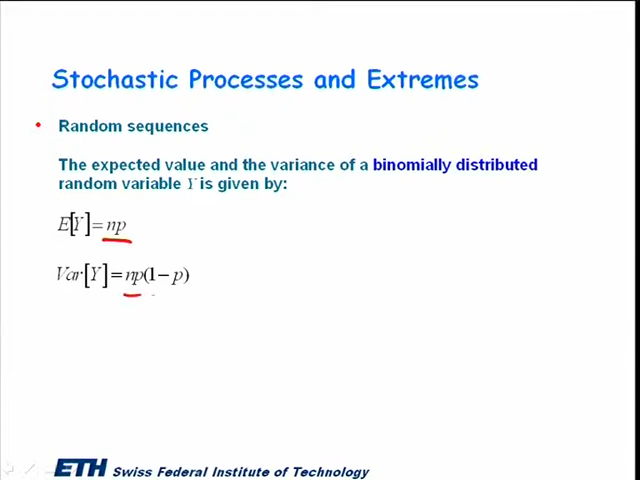 Stochastic Processes and Extremes
• Random sequences
The expected value and the variance of a binomially distributed
random variable Y is given by:
E[Y]=np
Var[Y]=np(1−p)
ETH Swiss Federal Institute of Technology